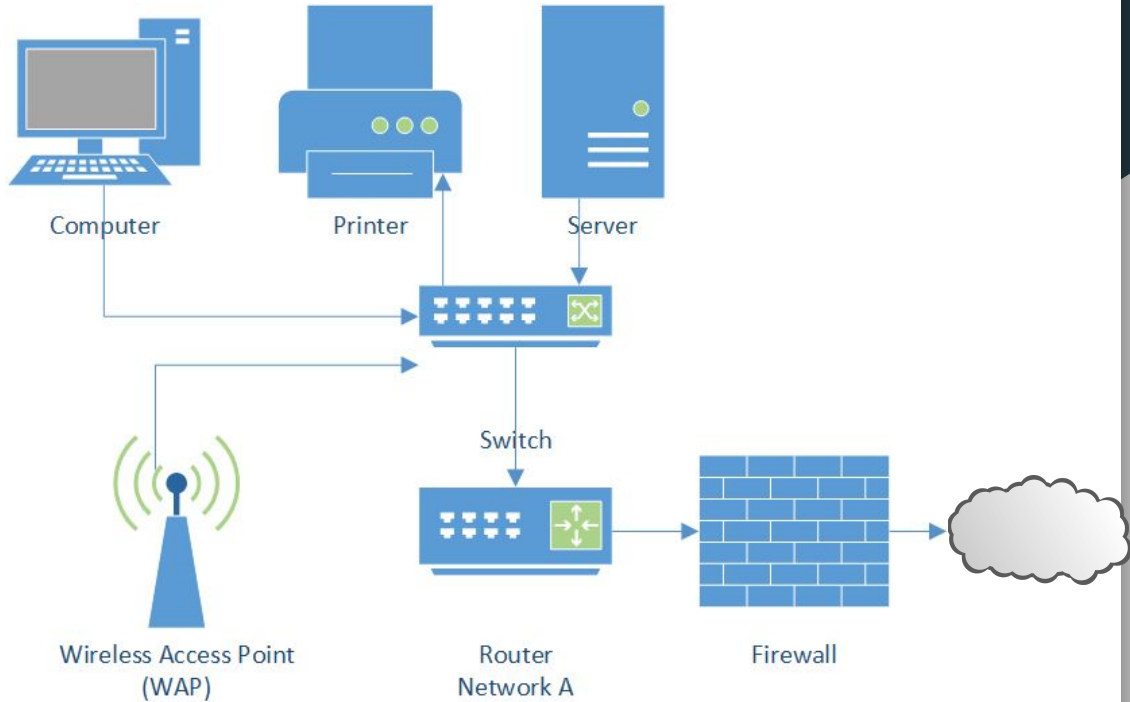 Computer
Printer
Server
Switch
Wireless Access Point
(WAP)
Router
Network A
Firewall